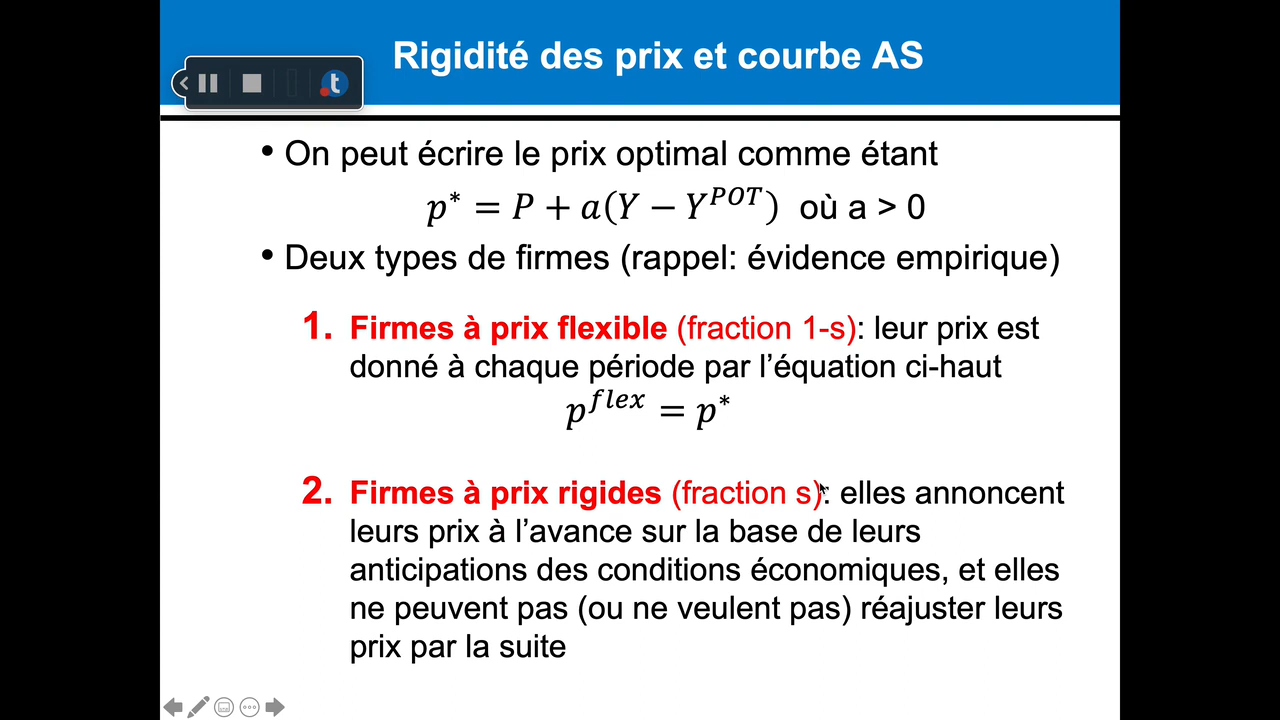 Rigidité des prix et courbe AS
t
• On peut écrire le prix optimal comme étant
p* = P + a(Y − Y^POT) où a > 0
• Deux types de firmes (rappel: évidence empirique)
1. Firmes à prix flexible (fraction 1-s): leur prix est
donné à chaque période par l’équation ci-haut
p^flex = p*
2. Firmes à prix rigides (fraction s): elles annoncent
leurs prix à l’avance sur la base de leurs
anticipations des conditions économiques, et elles
ne peuvent pas (ou ne veulent pas) réajuster leurs
prix par la suite